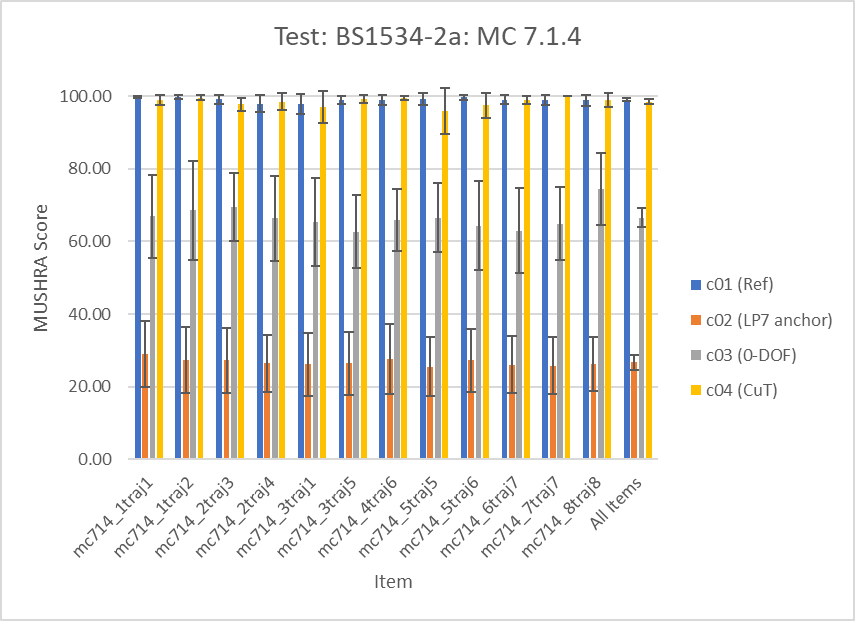 Test: BS1534-2a: MC 7.1.4
100.00
80.00
60.00
40.00
20.00
0.00
MUSHRA Score
mc714_1traj1
mc714_1traj2
mc714_2traj3
mc714_2traj4
mc714_3traj1
mc714_3traj5
mc714_4traj6
mc714_5traj5
mc714_5traj6
mc714_6traj7
mc714_7traj7
mc714_8traj8
All Items
Item
c01 (Ref)
c02 (LP7 anchor)
c03 (0-DOF)
c04 (CuT)